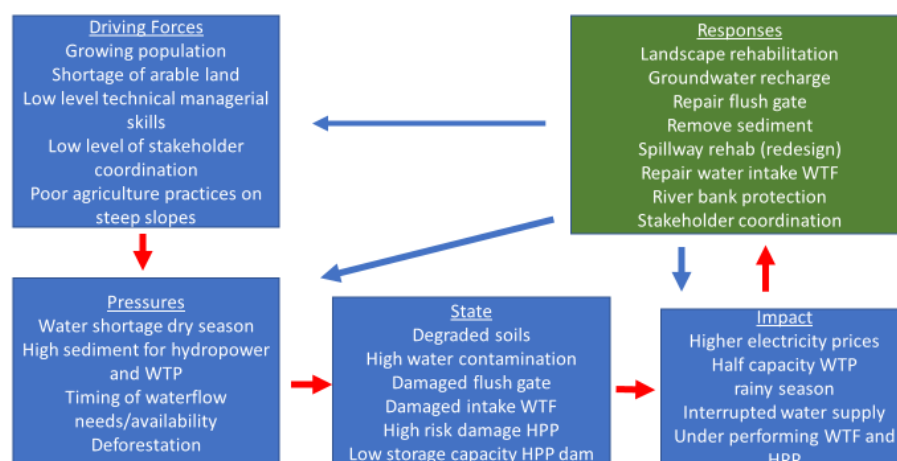 Driving Forces
Growing population
Shortage of arable land
Low level technical managerial
skills
Low level of stakeholder
coordination
Poor agriculture practices on
steep slopes
Responses
Landscape rehabilitation
Groundwater recharge
Repair flush gate
Remove sediment
Spillway rehab (redesign)
Repair water intake WTF
River bank protection
Stakeholder coordination
Pressures
Water shortage dry season
High sediment for hydropower
and WTP
Timing of waterflow
needs/availability
Deforestation
State
Degraded soils
High water contamination
Damaged flush gate
Damaged intake WTF
High risk damage HPP
Low storage capacity HPP dam
Impact
Higher electricity prices
Half capacity WTP
rainy season
Interrupted water supply
Under performing WTF and
HPP